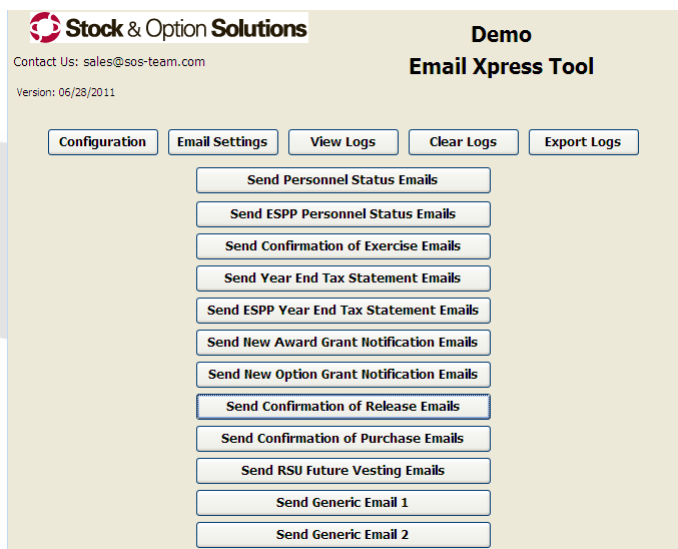 Stock & Option Solutions
Demo
Contact Us: sales@sos-team.com
Email Xpress Tool
Version: 06/28/2011
Configuration Email Settings View Logs Clear Logs Export Logs
Send Personnel Status Emails
Send ESPP Personnel Status Emails
Send Confirmation of Exercise Emails
Send Year End Tax Statement Emails
Send ESPP Year End Tax Statement Emails
Send New Award Grant Notification Emails
Send New Option Grant Notification Emails
Send Confirmation of Release Emails
Send Confirmation of Purchase Emails
Send RSU Future Vesting Emails
Send Generic Email 1
Send Generic Email 2